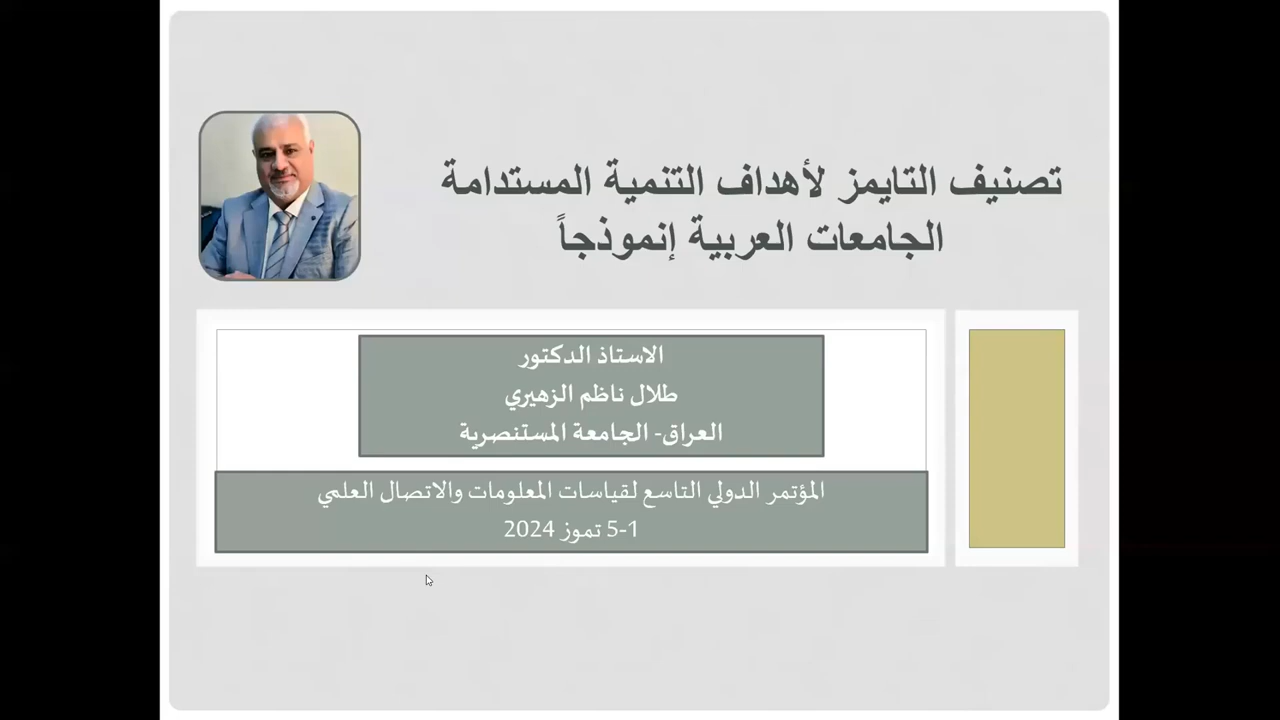 تصنيف التايمز لأهداف التنمية المستدامة
الجامعات العربية إنموذجاً
الاستاذ الدكتور
طلال ناظم الزهيري
العراق- الجامعة المستنصرية
المؤتمر الدولي التاسع لقياسات المعلومات والاتصال العلمي
1-5 تموز 2024